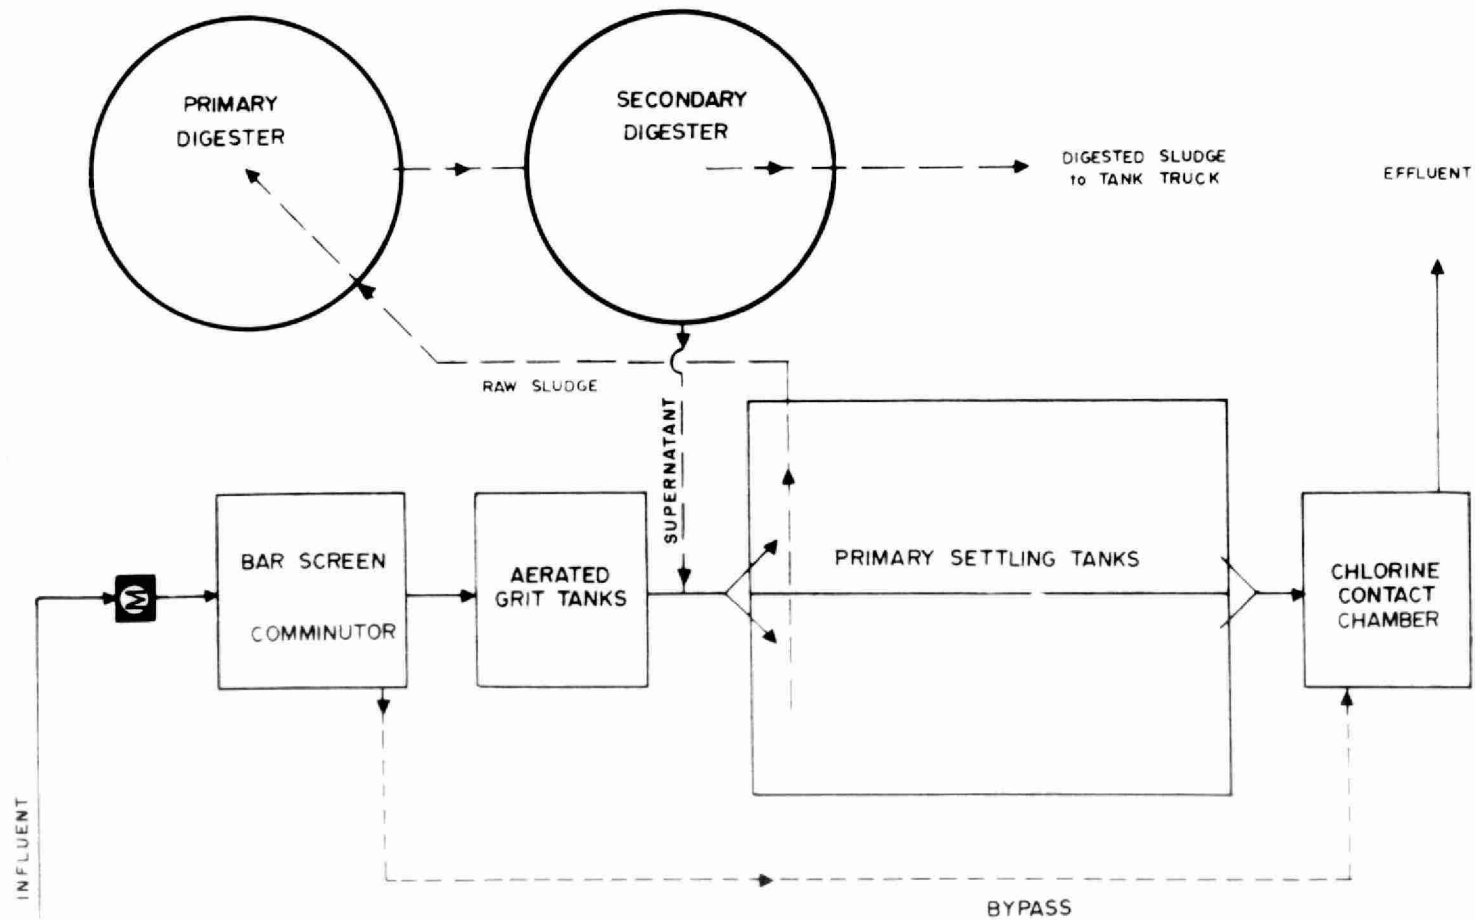 PRIMARY
DIGESTER
SECONDARY
DIGESTER
DIGESTED SLUDGE
to TANK TRUCK
EFFLUENT
RAW SLUDGE
SUPERNATANT
BAR SCREEN
COMMINUTOR
AERATED
GRIT TANKS
PRIMARY SETTLING TANKS
CHLORINE
CONTACT
CHAMBER
M
INFLUENT
BYPASS